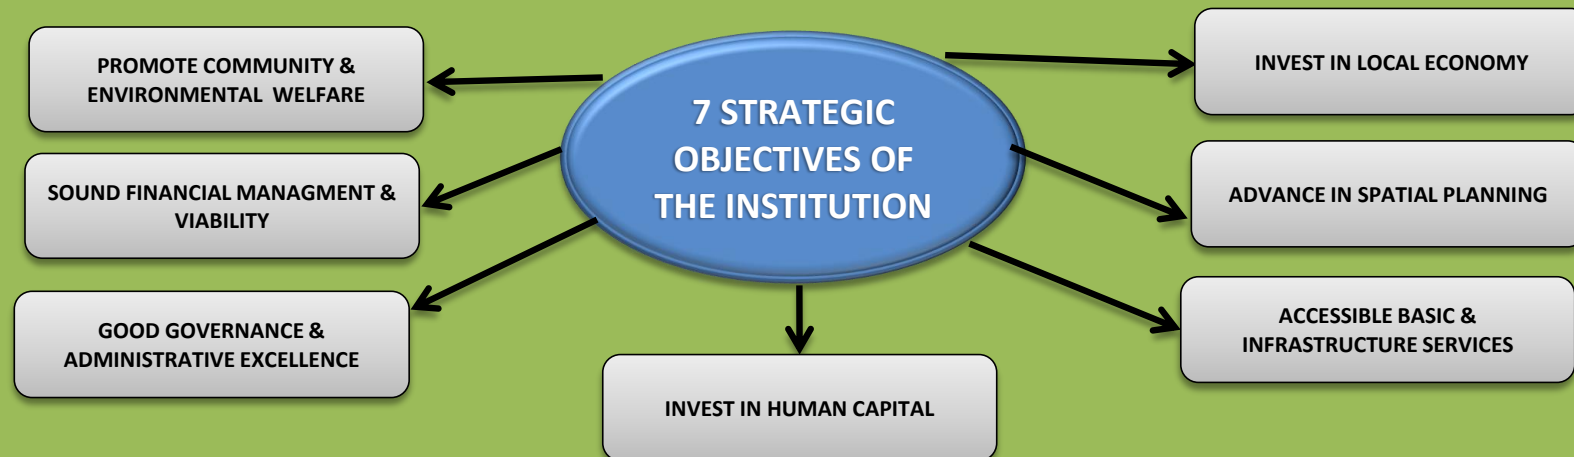 PROMOTE COMMUNITY &
ENVIRONMENTAL WELFARE
SOUND FINANCIAL MANAGMENT &
VIABILITY
GOOD GOVERNANCE &
ADMINISTRATIVE EXCELLENCE
7 STRATEGIC
OBJECTIVES OF
THE INSTITUTION
INVEST IN HUMAN CAPITAL
INVEST IN LOCAL ECONOMY
ADVANCE IN SPATIAL PLANNING
ACCESSIBLE BASIC &
INFRASTRUCTURE SERVICES